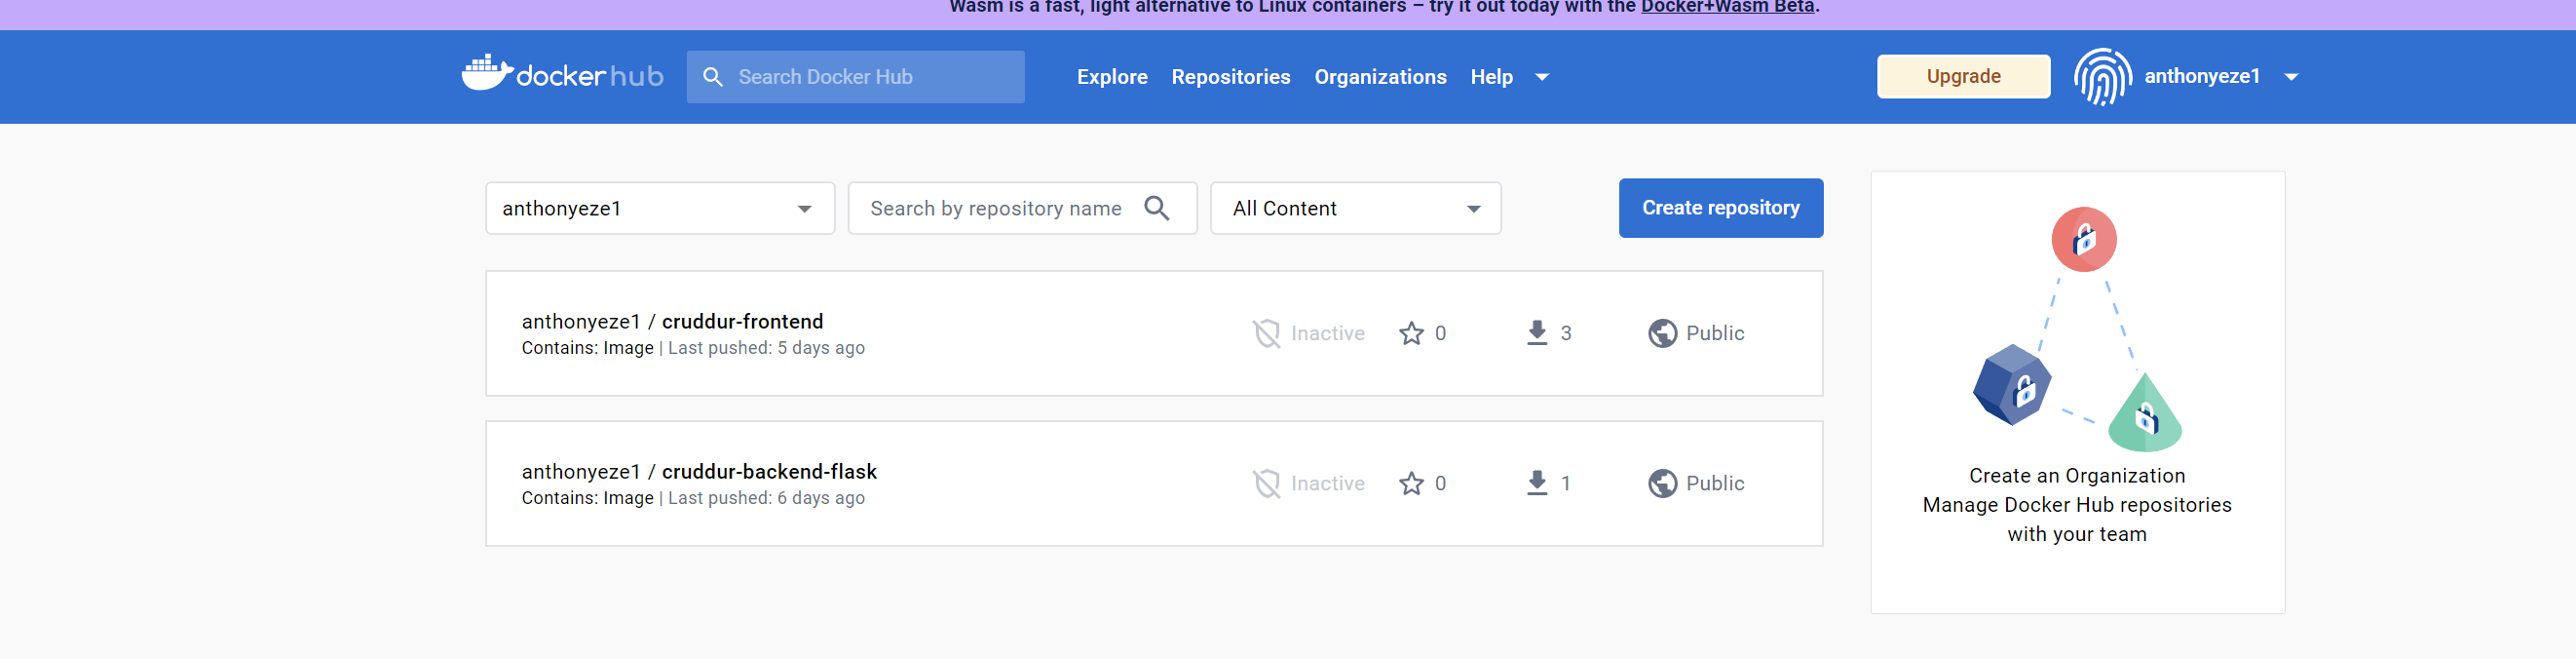 Wasm is a fast, light alternative to Linux containers – try it out today with the Docker+Wasm Beta.
dockerhub
Search Docker Hub
Explore
Repositories
Organizations
Help
Upgrade
anthonyeze1
anthonyeze1
Search by repository name
All Content
Create repository
anthonyeze1 / cruddur-frontend
Contains: Image | Last pushed: 5 days ago
Inactive
0
3
Public
anthonyeze1 / cruddur-backend-flask
Contains: Image | Last pushed: 6 days ago
Inactive
0
1
Public
Create an Organization
Manage Docker Hub repositories
with your team